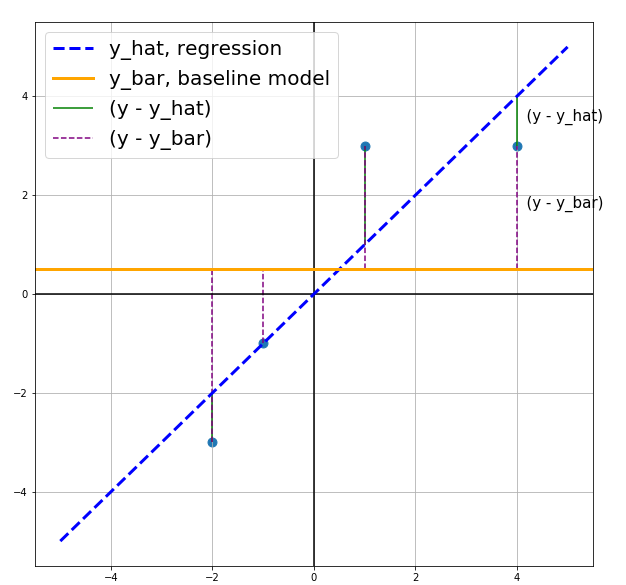 y_hat, regression
y_bar, baseline model
(y - y_hat)
(y - y_bar)
(y - y_hat)
(y - y_bar)
4
2
0
−2
−4
−4
−2
0
2
4